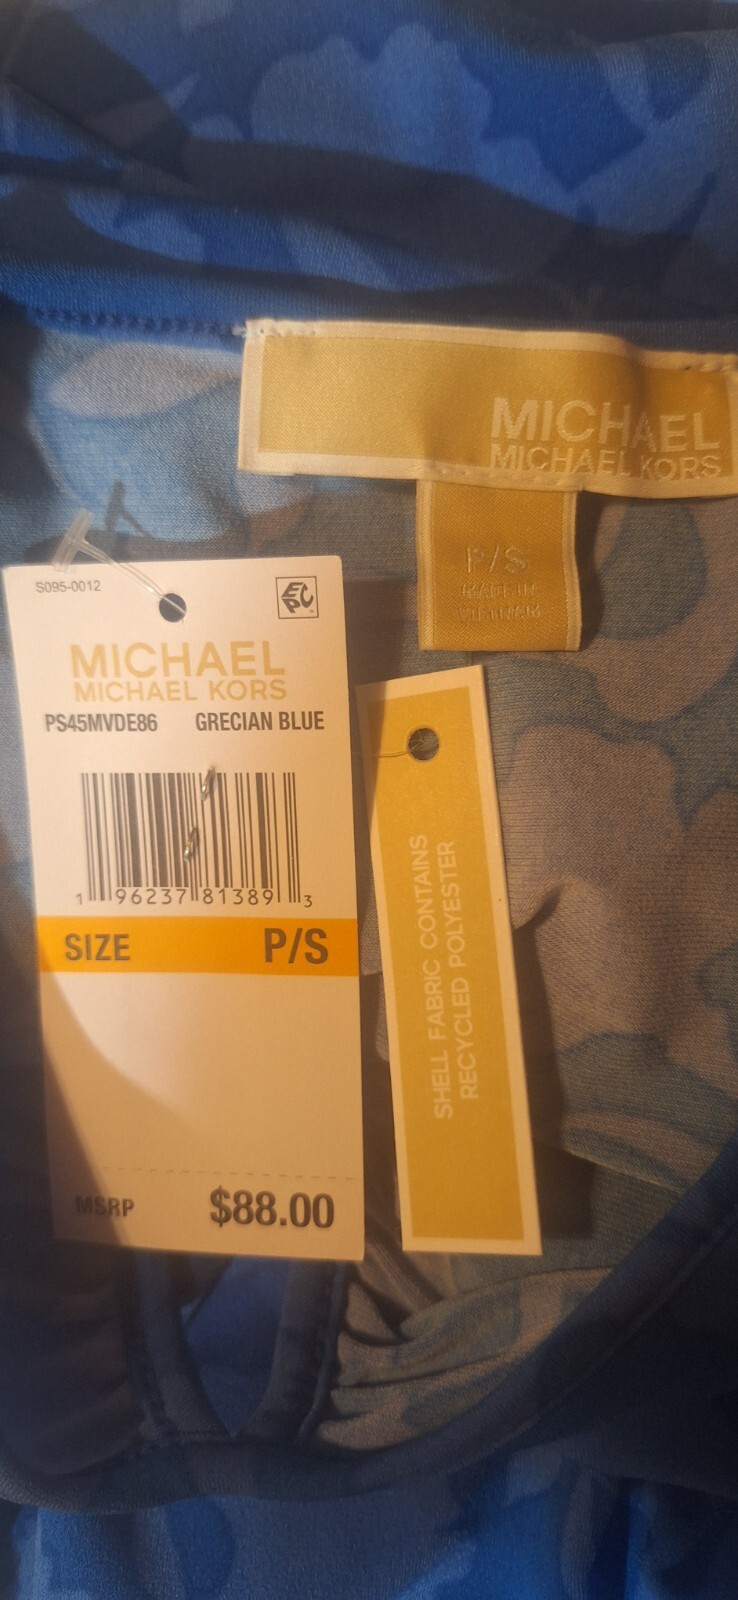 MICHAEL
MICHAEL KORS
P/S
MADE IN
VIETNAM
S095-0012
EPC
MICHAEL
MICHAEL KORS
PS45MVDE86 GRECIAN BLUE
1 96237 81389 3
SIZE P/S
MSRP $88.00
SHELL FABRIC CONTAINS
RECYCLED POLYESTER